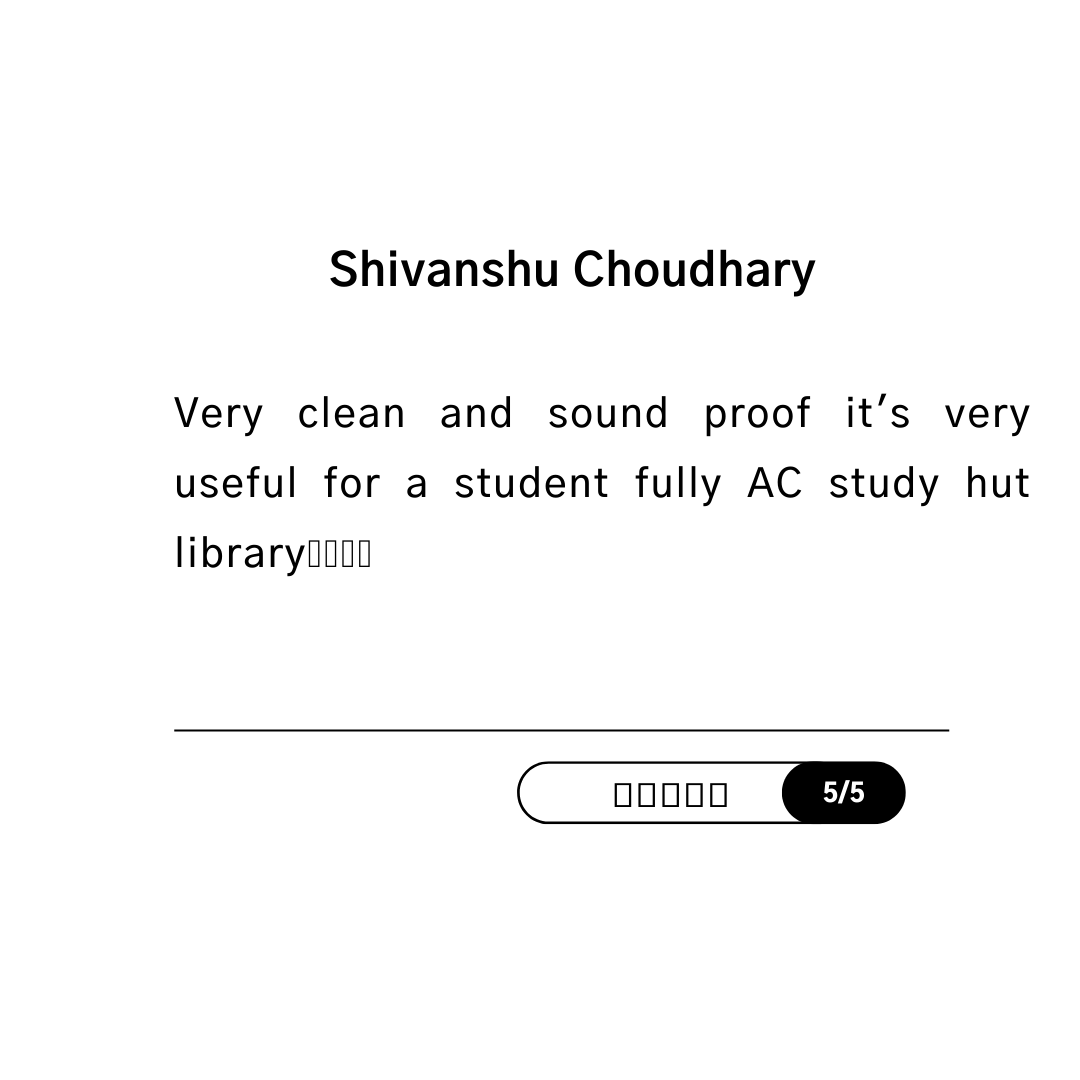 Shivanshu Choudhary
Very clean and sound proof it's very
useful for a student fully AC study hut
library▯▯▯▯
▯▯▯▯▯ 5/5